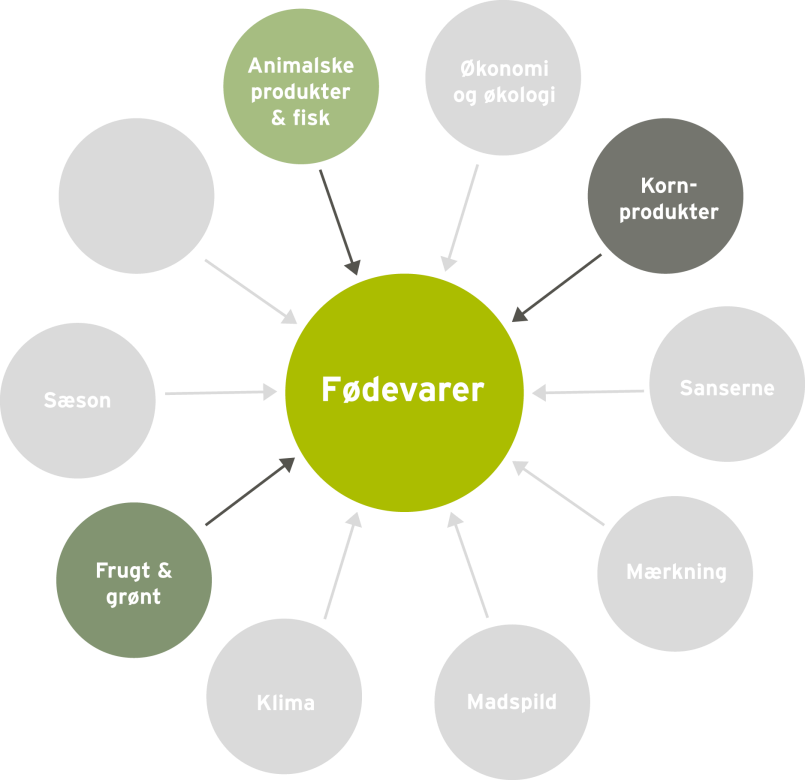 Animalske
produkter
& fisk
Økonomi
og økologi
Korn-
produkter
Fødevarer
Sanserne
Sæson
Frugt &
grønt
Mærkning
Klima
Madspild